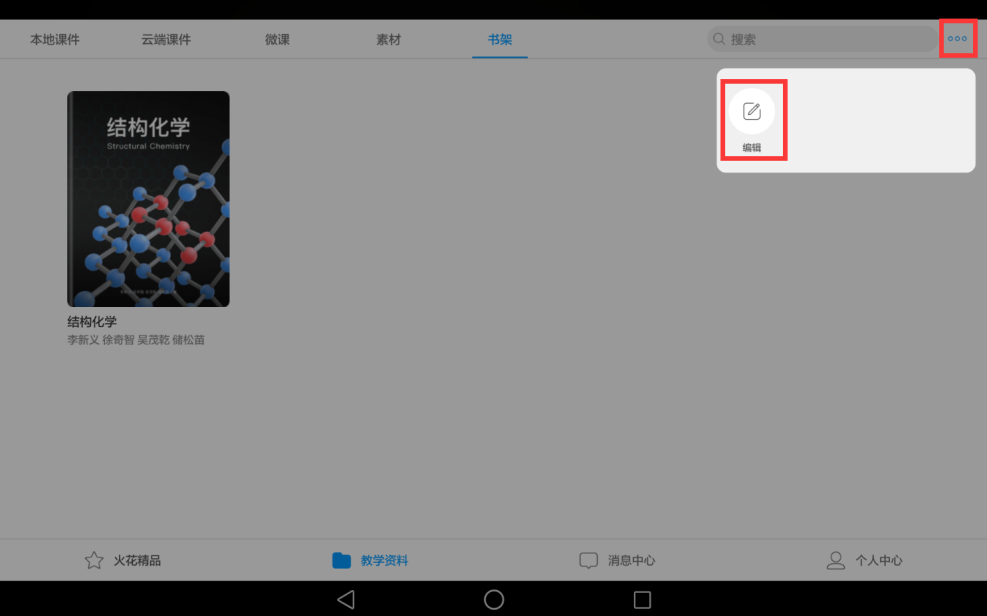 本地课件 云端课件 微课 素材 书架 搜索
编辑
结构化学
Structural Chemistry
结构化学
李新义 徐奇智 吴茂乾 储松苗
火花精品 教学资料 消息中心 个人中心